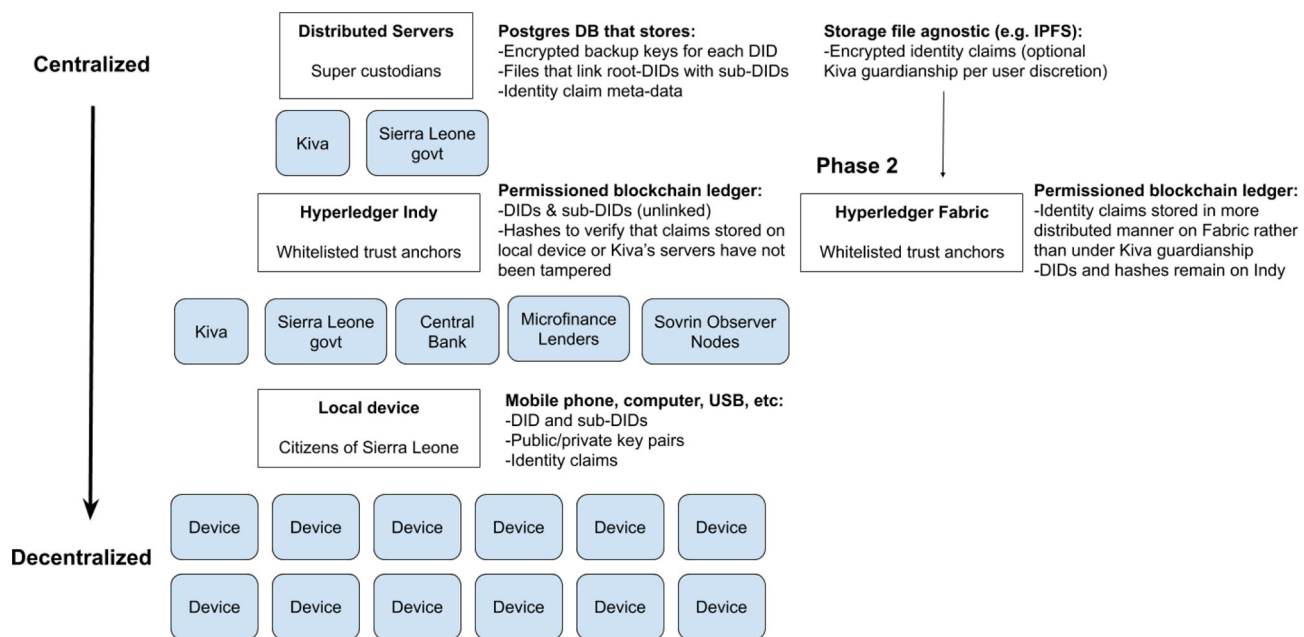 Centralized
Distributed Servers
Super custodians
Postgres DB that stores:
-Encrypted backup keys for each DID
-Files that link root-DIDs with sub-DIDs
-Identity claim meta-data
Storage file agnostic (e.g. IPFS):
-Encrypted identity claims (optional
Kiva guardianship per user discretion)
Kiva
Sierra Leone
govt
Phase 2
Hyperledger Indy
Whitelisted trust anchors
Permissioned blockchain ledger:
-DIDs & sub-DIDs (unlinked)
-Hashes to verify that claims stored on
local device or Kiva's servers have not
been tampered
Hyperledger Fabric
Whitelisted trust anchors
Permissioned blockchain ledger:
-Identity claims stored in more
distributed manner on Fabric rather
than under Kiva guardianship
-DIDs and hashes remain on Indy
Kiva
Sierra Leone
govt
Central
Bank
Microfinance
Lenders
Sovrin Observer
Nodes
Local device
Citizens of Sierra Leone
Mobile phone, computer, USB, etc:
-DID and sub-DIDs
-Public/private key pairs
-Identity claims
Device
Device
Device
Device
Device
Device
Decentralized
Device
Device
Device
Device
Device
Device